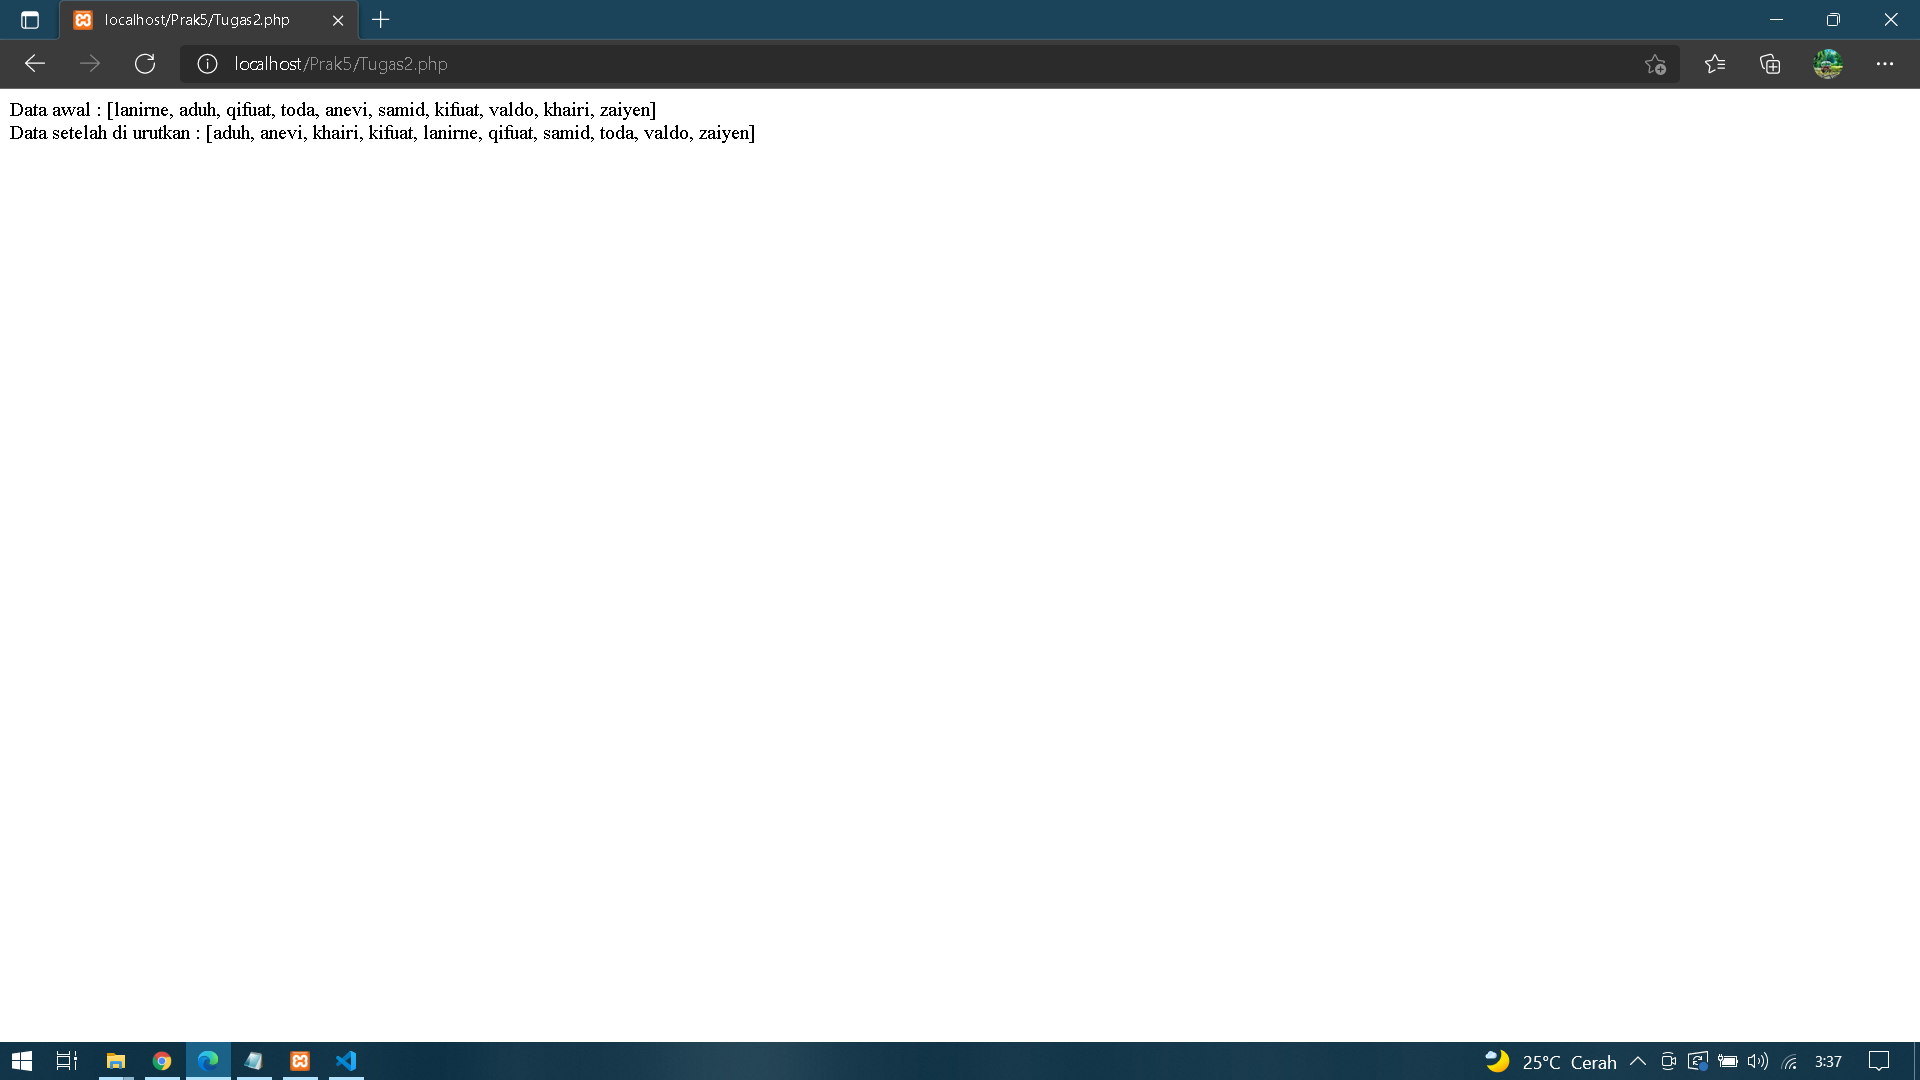 localhost/Prak5/Tugas2.php
localhost/Prak5/Tugas2.php
Data awal : [lanirne, aduh, qifuat, toda, anevi, samid, kifuat, valdo, khairi, zaiyen]
Data setelah di urutkan : [aduh, anevi, khairi, kifuat, lanirne, qifuat, samid, toda, valdo, zaiyen]
25°C Cerah 3:37